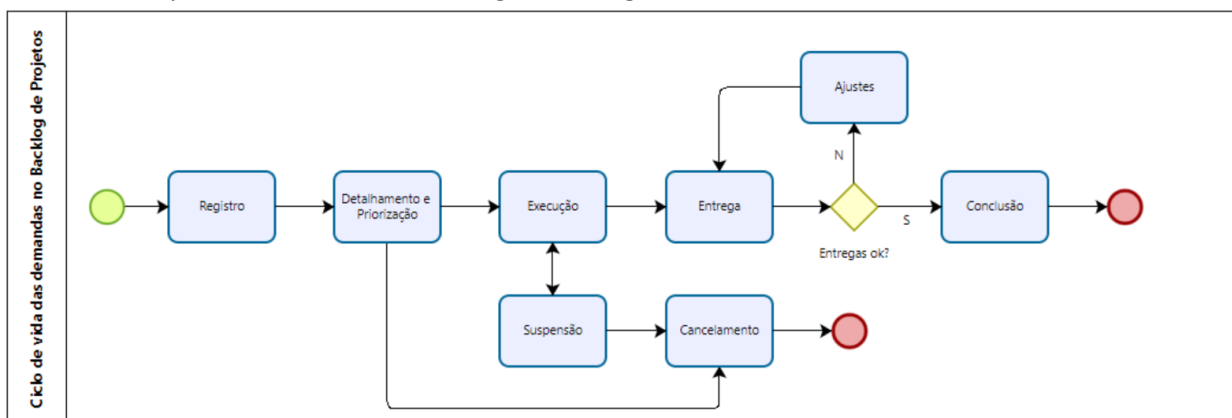 Ciclo de vida das demandas no Backlog de Projetos
Registro
Detalhamento e
Priorização
Execução
Entrega
Ajustes
N
S
Entregas ok?
Conclusão
Suspensão
Cancelamento